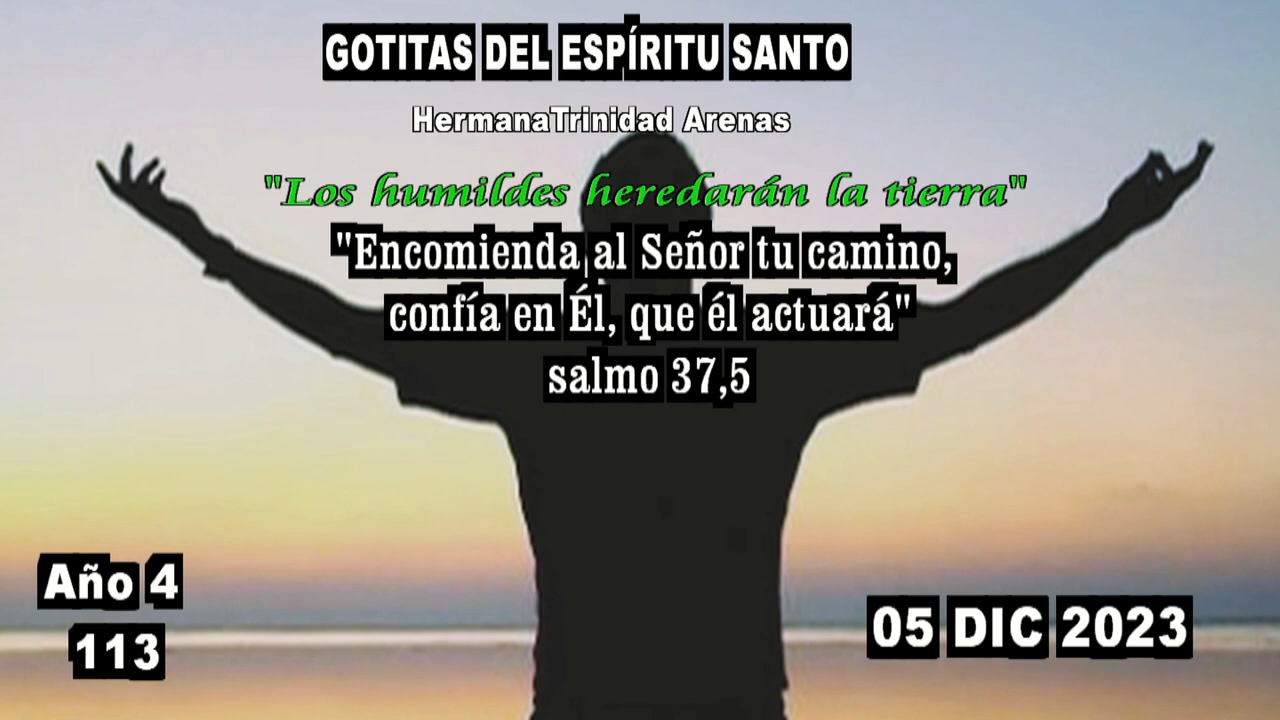 GOTITAS DEL ESPÍRITU SANTO
HermanaTrinidad Arenas
"Los humildes heredarán la tierra"
"Encomienda al Señor tu camino,
confía en Él, que él actuará"
salmo 37,5
Año 4
113
05 DIC 2023